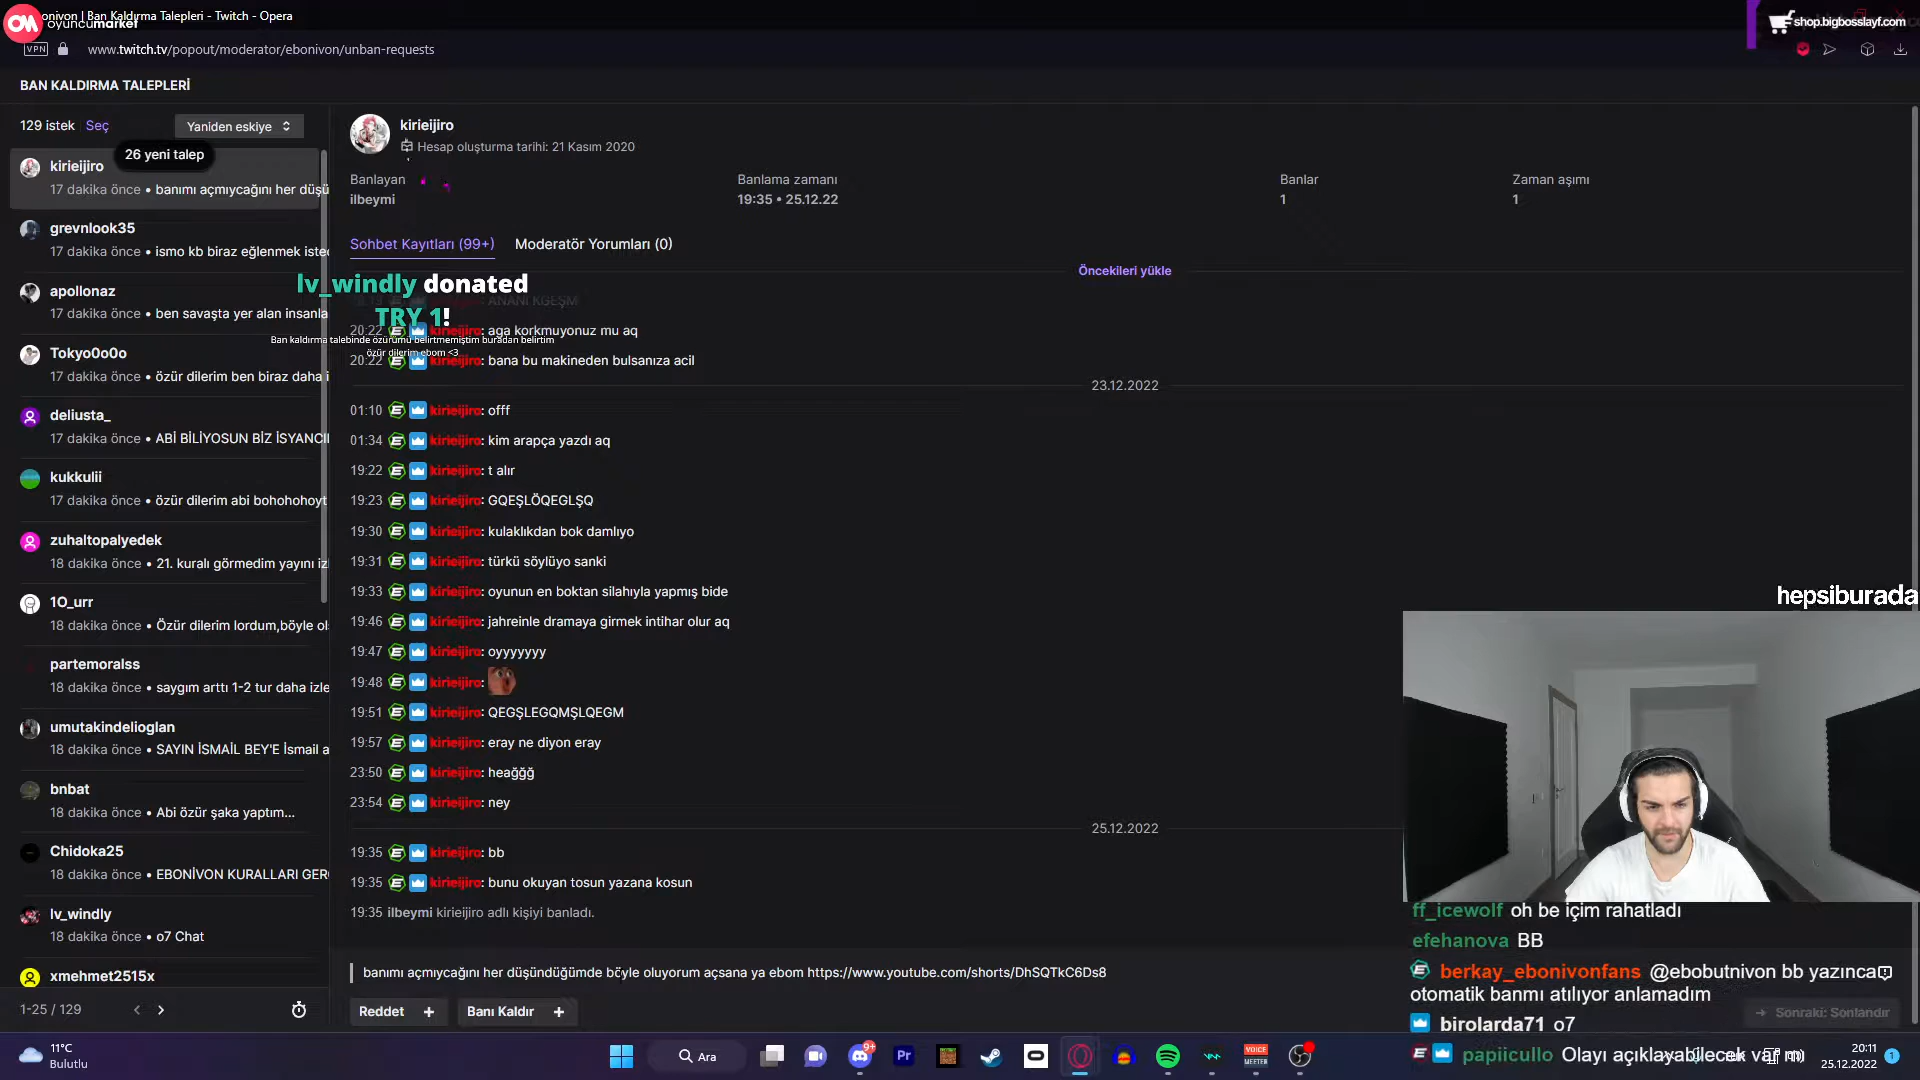 onivon | Ban Kaldırma Talepleri - Twitch - Opera
OM oyuncumarket
shop.bigbosslayf.com
VPN www.twitch.tv/popout/moderator/ebonivon/unban-requests
BAN KALDIRMA TALEPLERİ
129 istek Seç
Yeniden eskiye
26 yeni talep
kirieijiro
17 dakika önce • banımı açmıycağını her düşü
grevnlook35
17 dakika önce • ismo kb biraz eğlenmek iste
apollonaz
17 dakika önce • ben savaşta yer alan insanla
Tokyo0o0o
17 dakika önce • özür dilerim ben biraz daha i
deliusta_
17 dakika önce • ABİ BİLİYOSUN BİZ İSYANCI
kukkulii
17 dakika önce • özür dilerim abi bohohohoyt
zuhaltopalyedek
18 dakika önce • 21. kuralı görmedim yayını iz
1O_urr
18 dakika önce • Özür dilerim lordum,böyle ol
partemoralss
18 dakika önce • saygım arttı 1-2 tur daha izle
umutakindelioglan
18 dakika önce • SAYIN İSMAİL BEY'E İsmail a
bnbat
18 dakika önce • Abi özür şaka yaptım...
Chidoka25
18 dakika önce • EBONİVON KURALLARI GER
lv_windly
18 dakika önce • o7 Chat
xmehmet2515x
1-25 / 129
kirieijiro
Hesap oluşturma tarihi: 21 Kasım 2020
Banlayan
ilbeymi
Banlama zamanı
19:35 • 25.12.22
Banlar
1
Zaman aşımı
1
Sohbet Kayıtları (99+)
Moderatör Yorumları (0)
Öncekileri yükle
lv_windly donated
TRY 1!
Ban kaldırma talebinde özürümü belirtmemiştim buradan belirtim
özür dilerim ebom <3
ANANI KGEŞM
20:22 kirieijiro: aga korkmuyonuz mu aq
20:22 kirieijiro: bana bu makineden bulsanıza acil
23.12.2022
01:10 kirieijiro: offf
01:34 kirieijiro: kim arapça yazdı aq
19:22 kirieijiro: t alır
19:23 kirieijiro: GQEŞLÖQEGLŞQ
19:30 kirieijiro: kulaklıkdan bok damlıyo
19:31 kirieijiro: türkü söylüyo sanki
19:33 kirieijiro: oyunun en boktan silahıyla yapmış bide
19:46 kirieijiro: jahreinle dramaya girmek intihar olur aq
19:47 kirieijiro: oyyyyyyy
19:48 kirieijiro:
19:51 kirieijiro: QEGŞLEGQMŞLQEGM
19:57 kirieijiro: eray ne diyon eray
23:50 kirieijiro: heağğğ
23:54 kirieijiro: ney
25.12.2022
19:35 kirieijiro: bb
19:35 kirieijiro: bunu okuyan tosun yazana kosun
19:35 ilbeymi kirieijiro adlı kişiyi banladı.
banımı açmıycağını her düşündüğümde böyle oluyorum açsana ya ebom https://www.youtube.com/shorts/DhSQTkC6Ds8
Reddet +
Banı Kaldır +
Sonraki: Sonlandır
hepsiburada
ff_icewolf oh be içim rahatladı
efehanova BB
berkay_ebonivonfans @ebobutnivon bb yazınca
otomatik banmı atılıyor anlamadım
birolarda71 o7
papiicullo Olayı açıklayabilecek var mı
11°C
Bulutlu
Ara
9+
Pr
VOICE
MEETER
20:11
25.12.2022
1